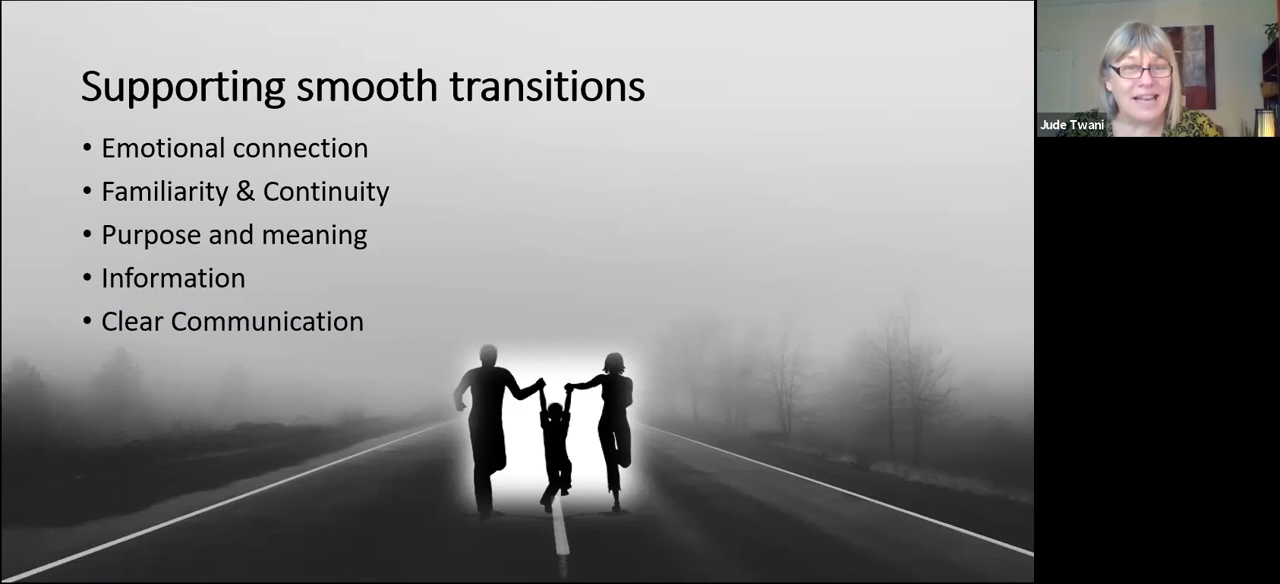 Supporting smooth transitions
• Emotional connection
• Familiarity & Continuity
• Purpose and meaning
• Information
• Clear Communication
Jude Twani